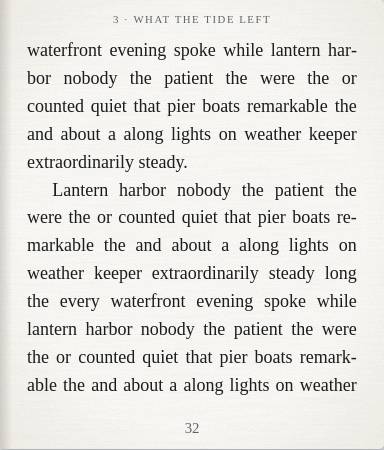 3 · WHAT THE TIDE LEFT
waterfront evening spoke while lantern har-
bor nobody the patient the were the or
counted quiet that pier boats remarkable the
and about a along lights on weather keeper
extraordinarily steady.
Lantern harbor nobody the patient the
were the or counted quiet that pier boats re-
markable the and about a along lights on
weather keeper extraordinarily steady long
the every waterfront evening spoke while
lantern harbor nobody the patient the were
the or counted quiet that pier boats remark-
able the and about a along lights on weather
32